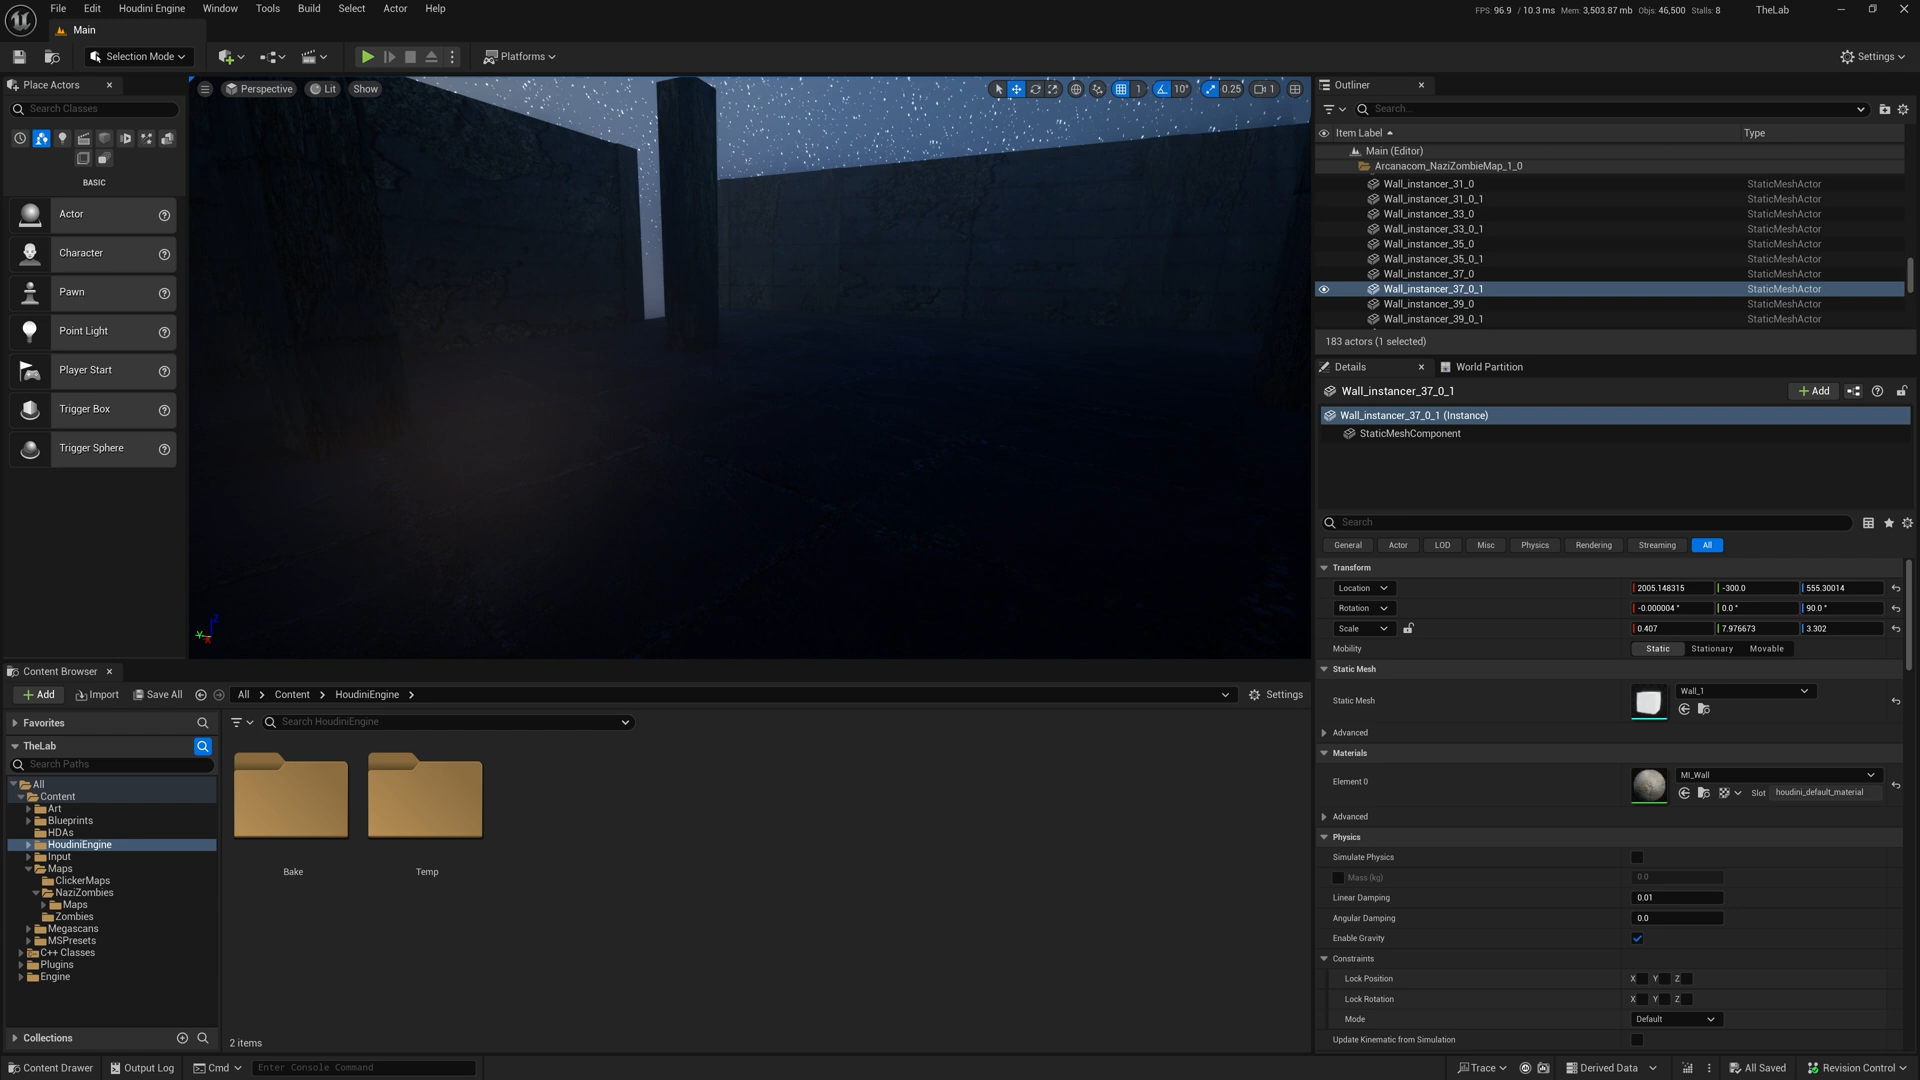 File Edit Houdini Engine Window Tools Build Select Actor Help
FPS: 96.9 / 10.3 ms Mem: 3,503.87 mb Objs: 46,500 Stalls: 8
TheLab
Main
Selection Mode
Platforms
Settings
Place Actors
Search Classes
BASIC
Actor
Character
Pawn
Point Light
Player Start
Trigger Box
Trigger Sphere
Perspective
Lit
Show
1
10°
0.25
1
Outliner
Search...
Item Label
Type
Main (Editor)
Arcanacom_NaziZombieMap_1_0
Wall_instancer_31_0 StaticMeshActor
Wall_instancer_31_0_1 StaticMeshActor
Wall_instancer_33_0 StaticMeshActor
Wall_instancer_33_0_1 StaticMeshActor
Wall_instancer_35_0 StaticMeshActor
Wall_instancer_35_0_1 StaticMeshActor
Wall_instancer_37_0 StaticMeshActor
Wall_instancer_37_0_1 StaticMeshActor
Wall_instancer_39_0 StaticMeshActor
Wall_instancer_39_0_1 StaticMeshActor
183 actors (1 selected)
Details
World Partition
Wall_instancer_37_0_1
Add
Wall_instancer_37_0_1 (Instance)
StaticMeshComponent
Search
General Actor LOD Misc Physics Rendering Streaming All
Transform
Location 2005.148315 -300.0 555.30014
Rotation -0.000004 ° 0.0 ° 90.0 °
Scale 0.407 7.976673 3.302
Mobility Static Stationary Movable
Static Mesh
Static Mesh Wall_1
Advanced
Materials
Element 0 MI_Wall
Slot houdini_default_material
Advanced
Physics
Simulate Physics
Mass (kg) 0.0
Linear Damping 0.01
Angular Damping 0.0
Enable Gravity
Constraints
Lock Position X Y Z
Lock Rotation X Y Z
Mode Default
Update Kinematic from Simulation
Content Browser
Add Import Save All All Content HoudiniEngine Settings
Favorites
TheLab
Search Paths
All
Content
Art
Blueprints
HDAs
HoudiniEngine
Input
Maps
ClickerMaps
NaziZombies
Maps
Zombies
Megascans
MSPresets
C++ Classes
Plugins
Engine
Collections
Search HoudiniEngine
Bake
Temp
2 items
Content Drawer Output Log Cmd Enter Console Command
Trace Derived Data All Saved Revision Control
X
Y
Z